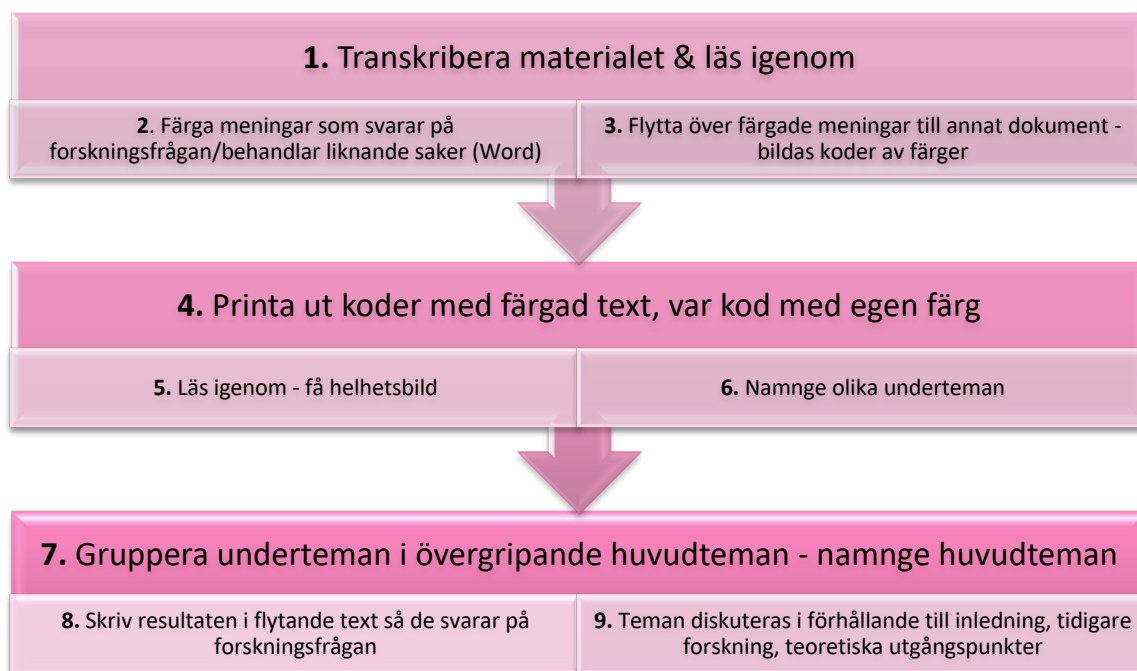 1. Transkribera materialet & läs igenom
2. Färga meningar som svarar på
forskningsfrågan/behandlar liknande saker (Word)
3. Flytta över färgade meningar till annat dokument -
bildas koder av färger
4. Printa ut koder med färgad text, var kod med egen färg
5. Läs igenom - få helhetsbild
6. Namnge olika underteman
7. Gruppera underteman i övergripande huvudteman - namnge huvudteman
8. Skriv resultaten i flytande text så de svarar på
forskningsfrågan
9. Teman diskuteras i förhållande till inledning, tidigare
forskning, teoretiska utgångspunkter